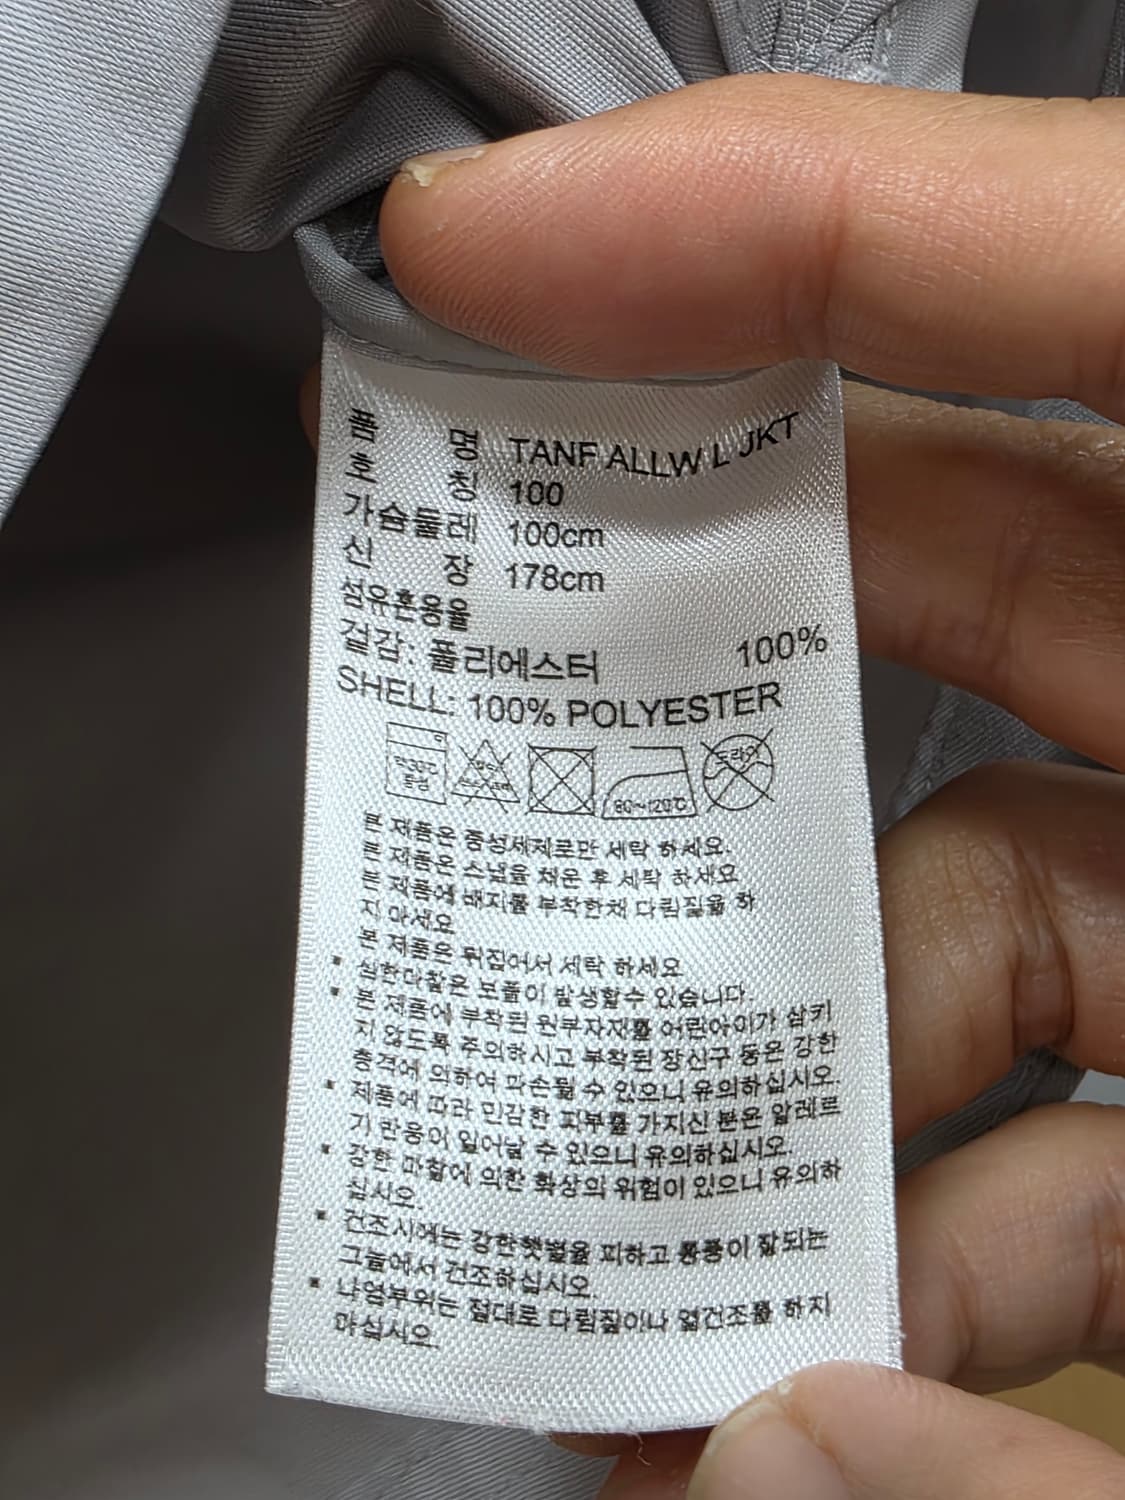 품 명 TANF ALLW L JKT
호 칭 100
가슴둘레 100cm
신 장 178cm
섬유혼용율
겉감: 폴리에스터 100%
SHELL: 100% POLYESTER
약30℃ 중성 드라이
80~120℃
본 제품은 중성세제로만 세탁 하세요.
본 제품은 스냅을 채운 후 세탁 하세요
본 제품에 배지를 부착한채 다림질을 하
지 마세요
본 제품은 뒤집어서 세탁 하세요
▪ 심한마찰은 보풀이 발생할수 있습니다.
▪ 본 제품에 부착된 원부자재를 어린아이가 삼키
지 않도록 주의하시고 부착된 장신구 등은 강한
충격에 의하여 파손될 수 있으니 유의하십시오.
▪ 제품에 따라 민감한 피부를 가지신 분은 알레르
기 반응이 일어날 수 있으니 유의하십시오.
▪ 강한 마찰에 의한 화상의 위험이 있으니 유의하
십시오.
▪ 건조시에는 강한햇볕을 피하고 통풍이 잘되는
그늘에서 건조하십시오.
▪ 나염부위는 절대로 다림질이나 열건조를 하지
마십시오.